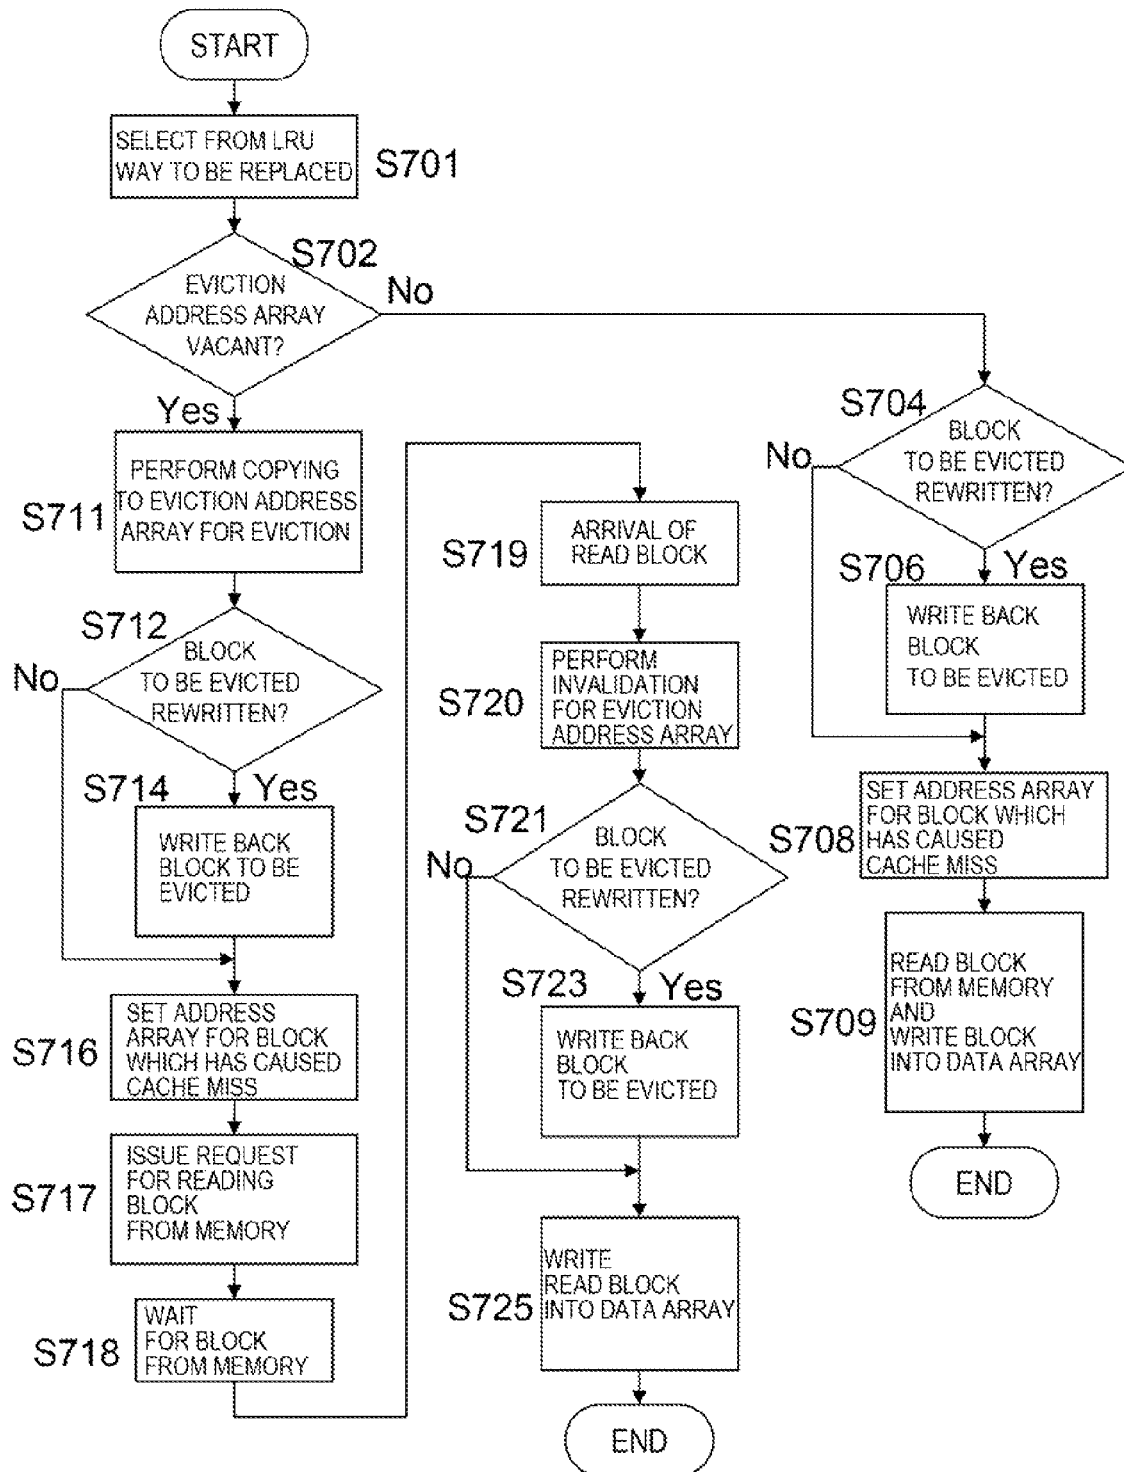 START
SELECT FROM LRU
WAY TO BE REPLACED
S701
S702
EVICTION
ADDRESS ARRAY
VACANT?
No
Yes
PERFORM COPYING
TO EVICTION ADDRESS
ARRAY FOR EVICTION
S711
S712
BLOCK
TO BE EVICTED
REWRITTEN?
No
S714
Yes
WRITE BACK
BLOCK TO BE
EVICTED
SET ADDRESS
ARRAY FOR BLOCK
WHICH HAS CAUSED
CACHE MISS
S716
ISSUE REQUEST
FOR READING
BLOCK
FROM MEMORY
S717
WAIT
FOR BLOCK
FROM MEMORY
S718
ARRIVAL OF
READ BLOCK
S719
PERFORM
INVALIDATION
FOR EVICTION
ADDRESS ARRAY
S720
S721
BLOCK
TO BE EVICTED
REWRITTEN?
No
S723
Yes
WRITE BACK
BLOCK
TO BE EVICTED
WRITE
READ BLOCK
INTO DATA ARRAY
S725
END
S704
BLOCK
TO BE EVICTED
REWRITTEN?
No
S706
Yes
WRITE BACK
BLOCK
TO BE EVICTED
SET ADDRESS ARRAY
FOR BLOCK WHICH
HAS CAUSED
CACHE MISS
S708
READ BLOCK
FROM MEMORY
AND
WRITE BLOCK
INTO DATA ARRAY
S709
END